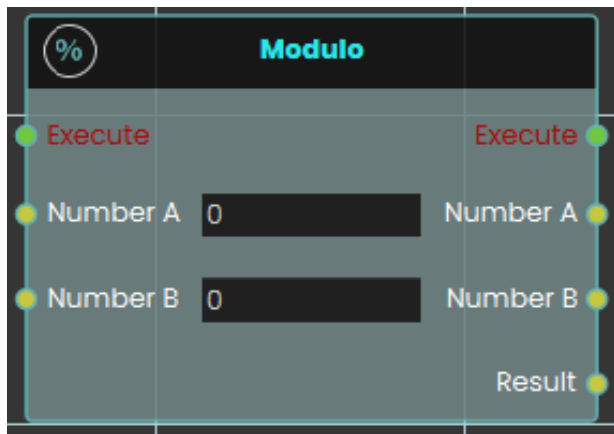 % Modulo
Execute Execute
Number A 0 Number A
Number B 0 Number B
Result